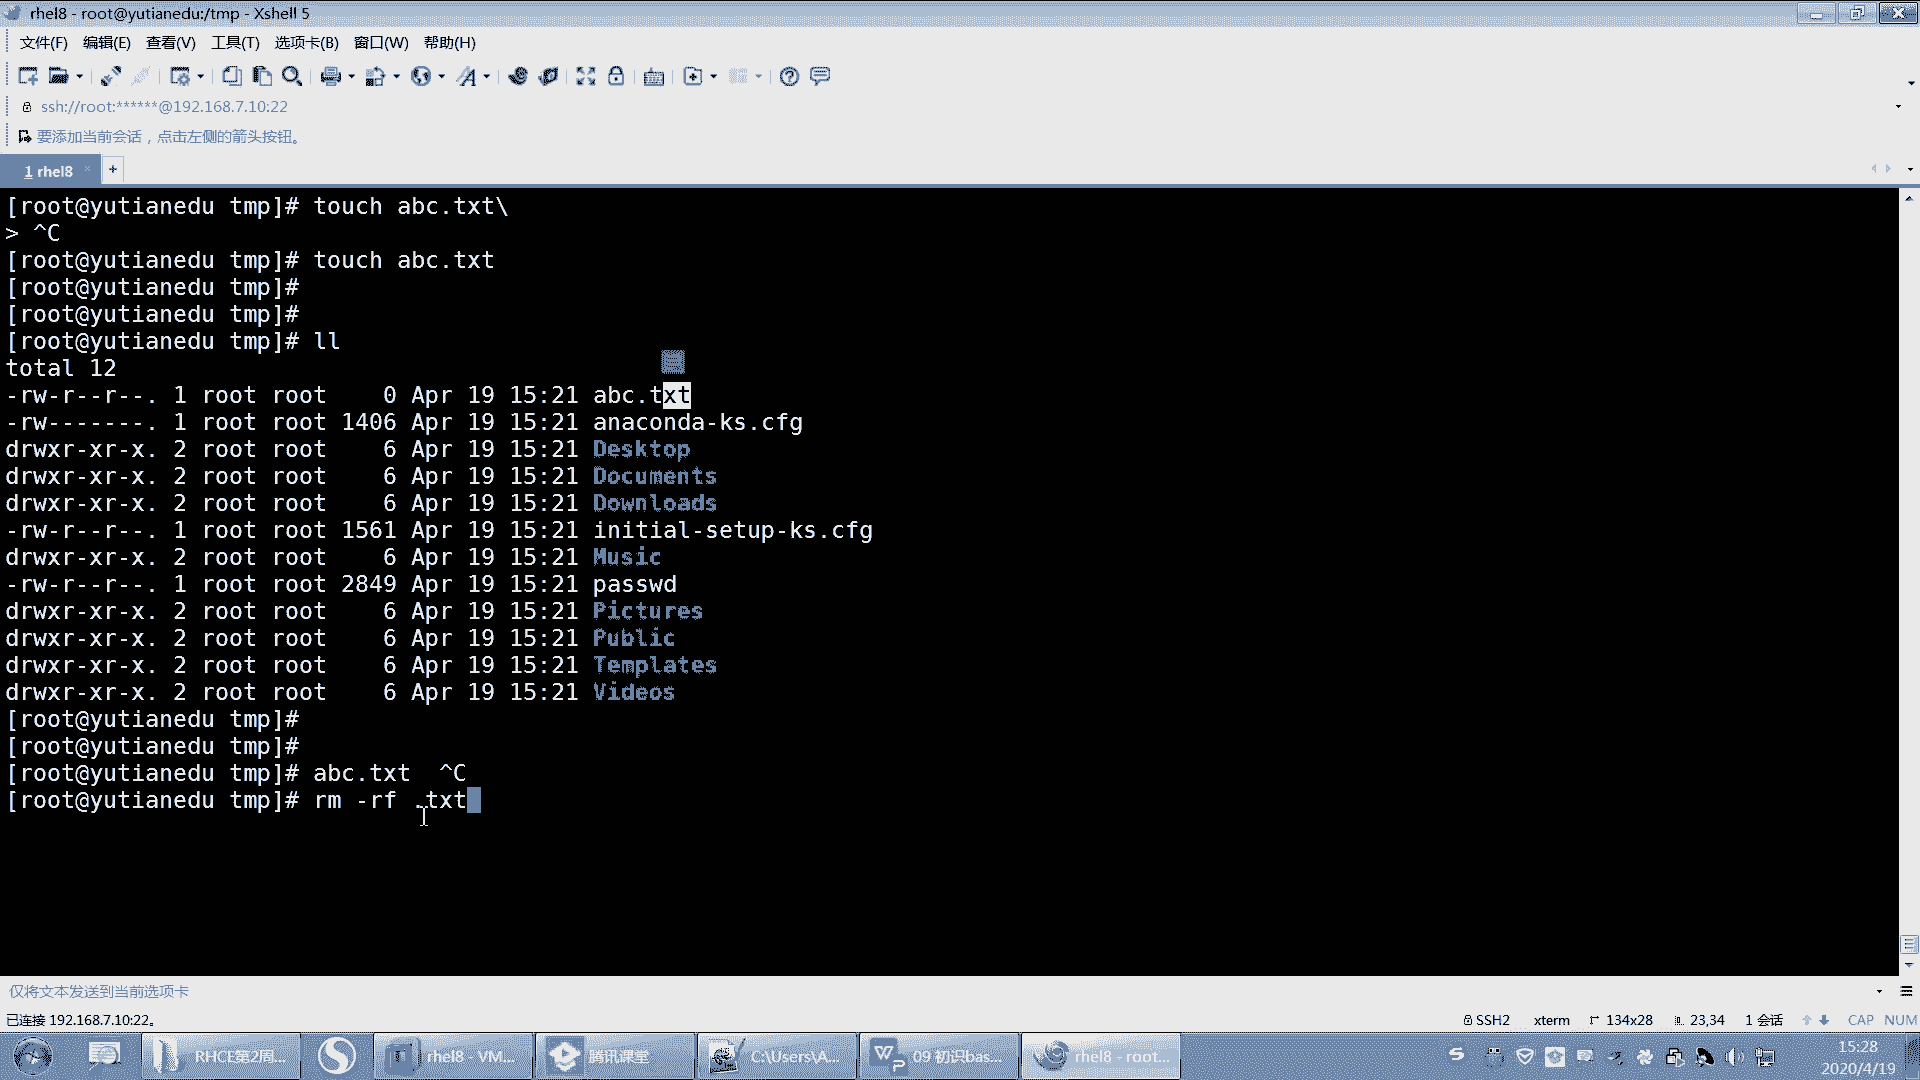 rhel8 - root@yutianedu:/tmp - Xshell 5
文件(F) 编辑(E) 查看(V) 工具(T) 选项卡(B) 窗口(W) 帮助(H)
ssh://root:******@192.168.7.10:22
要添加当前会话，点击左侧的箭头按钮。
1 rhel8 × +
[root@yutianedu tmp]# touch abc.txt\
> ^C
[root@yutianedu tmp]# touch abc.txt
[root@yutianedu tmp]#
[root@yutianedu tmp]#
[root@yutianedu tmp]# ll
total 12
-rw-r--r--. 1 root root    0 Apr 19 15:21 abc.txt
-rw-------. 1 root root 1406 Apr 19 15:21 anaconda-ks.cfg
drwxr-xr-x. 2 root root    6 Apr 19 15:21 Desktop
drwxr-xr-x. 2 root root    6 Apr 19 15:21 Documents
drwxr-xr-x. 2 root root    6 Apr 19 15:21 Downloads
-rw-r--r--. 1 root root 1561 Apr 19 15:21 initial-setup-ks.cfg
drwxr-xr-x. 2 root root    6 Apr 19 15:21 Music
-rw-r--r--. 1 root root 2849 Apr 19 15:21 passwd
drwxr-xr-x. 2 root root    6 Apr 19 15:21 Pictures
drwxr-xr-x. 2 root root    6 Apr 19 15:21 Public
drwxr-xr-x. 2 root root    6 Apr 19 15:21 Templates
drwxr-xr-x. 2 root root    6 Apr 19 15:21 Videos
[root@yutianedu tmp]#
[root@yutianedu tmp]#
[root@yutianedu tmp]# abc.txt  ^C
[root@yutianedu tmp]# rm -rf .txt
仅将文本发送到当前选项卡
已连接 192.168.7.10:22。 SSH2 xterm 134x28 23,34 1 会话 CAP NUM
RHCE第2周... rhel8 - VM... 腾讯课堂 C:\Users\A... 09 初识bas... rhel8 - root... 15:28
2020/4/19